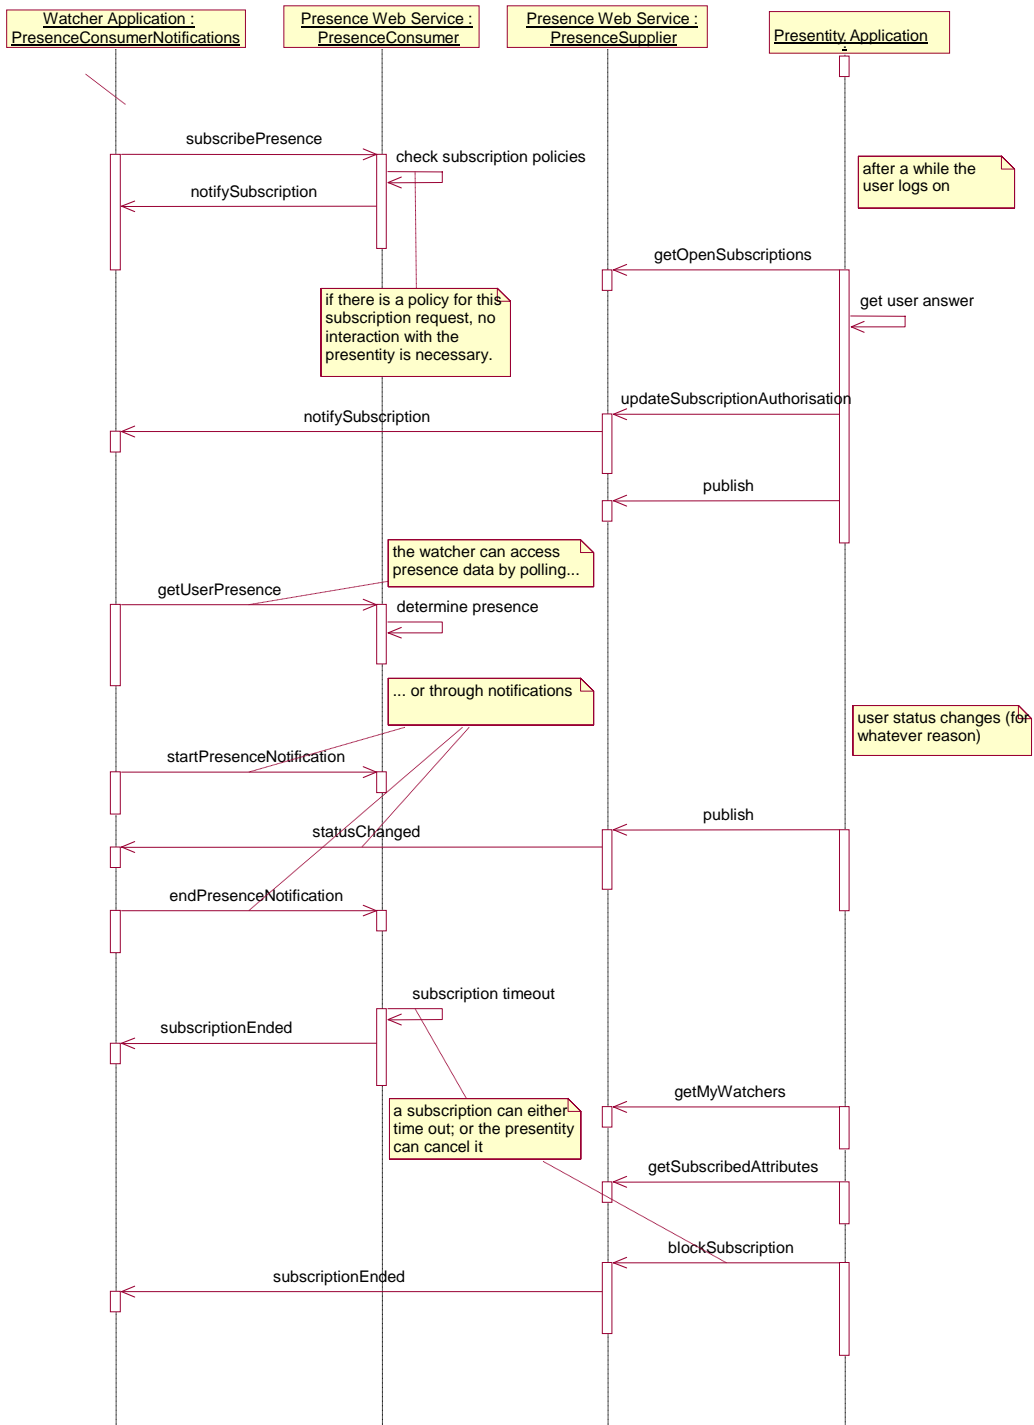 Watcher Application :
PresenceConsumerNotifications
Presence Web Service :
PresenceConsumer
Presence Web Service :
PresenceSupplier
Presentity Application
:
subscribePresence
check subscription policies
after a while the
user logs on
notifySubscription
getOpenSubscriptions
if there is a policy for this
subscription request, no
interaction with the
presentity is necessary.
get user answer
updateSubscriptionAuthorisation
notifySubscription
publish
the watcher can access
presence data by polling...
getUserPresence
determine presence
... or through notifications
user status changes (for
whatever reason)
startPresenceNotification
publish
statusChanged
endPresenceNotification
subscription timeout
subscriptionEnded
getMyWatchers
a subscription can either
time out; or the presentity
can cancel it
getSubscribedAttributes
blockSubscription
subscriptionEnded